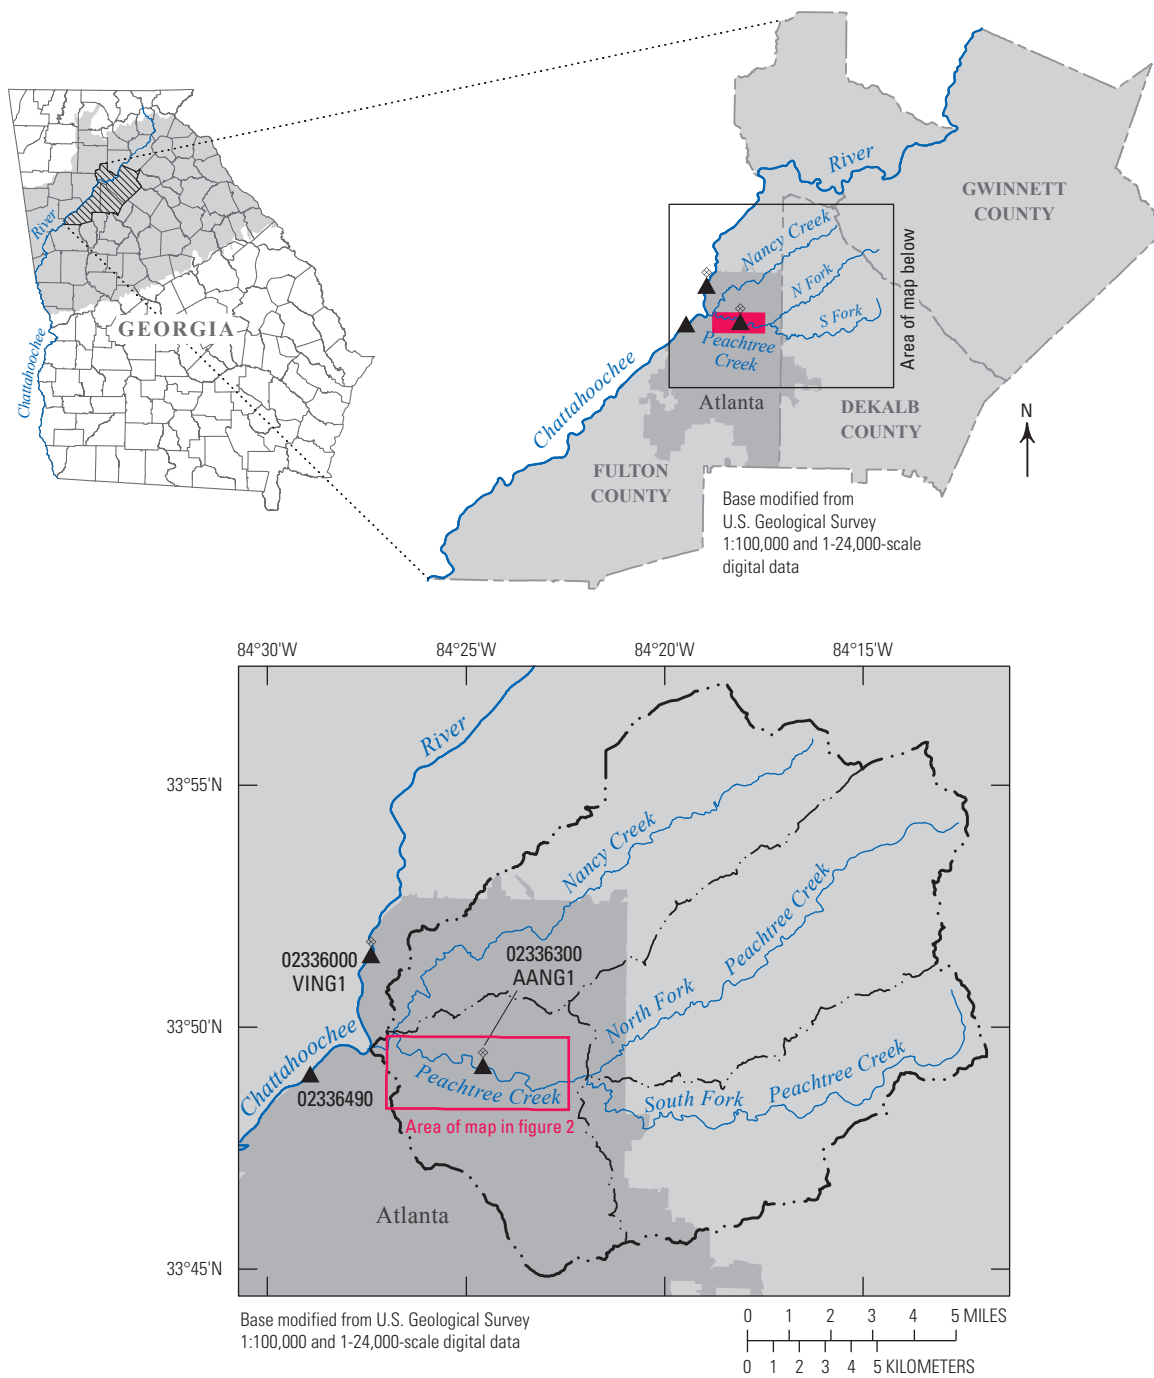 River
Chattahoochee
GEORGIA
River
GWINNETT
COUNTY
Nancy Creek
N Fork
S Fork
Peachtree
Creek
Area of map below
Chattahoochee
Atlanta
DEKALB
COUNTY
FULTON
COUNTY
N
Base modified from
U.S. Geological Survey
1:100,000 and 1-24,000-scale
digital data
84°30'W
84°25'W
84°20'W
84°15'W
33°55'N
33°50'N
33°45'N
River
Nancy Creek
Peachtree Creek
North Fork
02336000
VING1
02336300
AANG1
Chattahoochee
02336490
Peachtree Creek
South Fork
Peachtree Creek
Area of map in figure 2
Atlanta
Base modified from U.S. Geological Survey
1:100,000 and 1-24,000-scale digital data
0 1 2 3 4 5 MILES
0 1 2 3 4 5 KILOMETERS